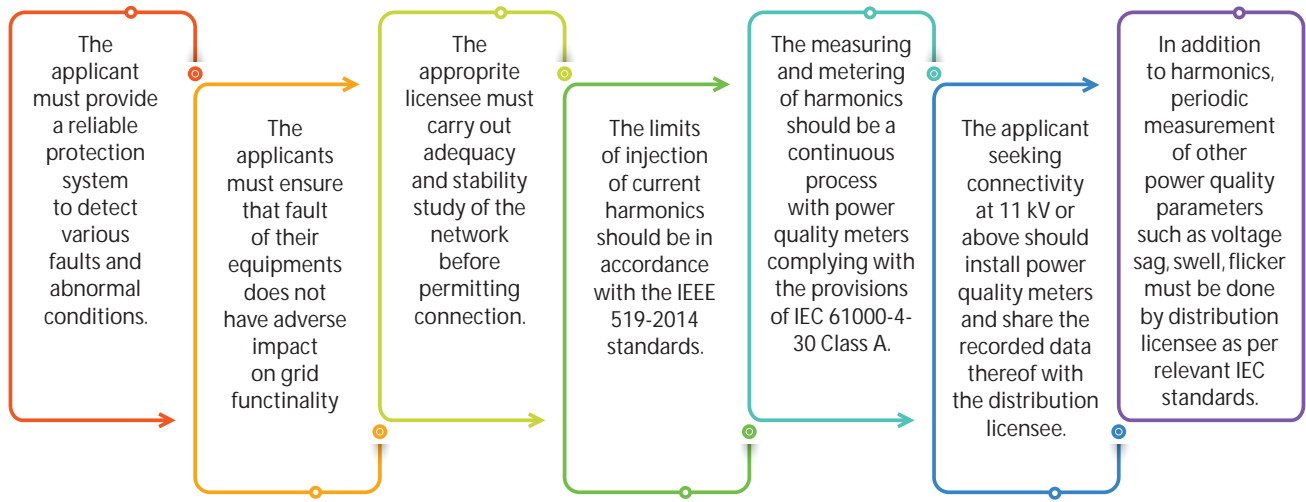 The
applicant
must provide
a reliable
protection
system
to detect
various
faults and
abnormal
conditions.
The
applicants
must ensure
that fault
of their
equipments
does not
have adverse
impact
on grid
functinality
The
approprite
licensee must
carry out
adequacy
and stability
study of the
network
before
permitting
connection.
The limits
of injection
of current
harmonics
should be in
accordance
with the IEEE
519-2014
standards.
The measuring
and metering
of harmonics
should be a
continuous
process
with power
quality meters
complying with
the provisions
of IEC 61000-4-
30 Class A.
The applicant
seeking
connectivity
at 11 kV or
above should
install power
quality meters
and share the
recorded data
thereof with
the distribution
licensee.
In addition
to harmonics,
periodic
measurement
of other
power quality
parameters
such as voltage
sag, swell, flicker
must be done
by distribution
licensee as per
relevant IEC
standards.